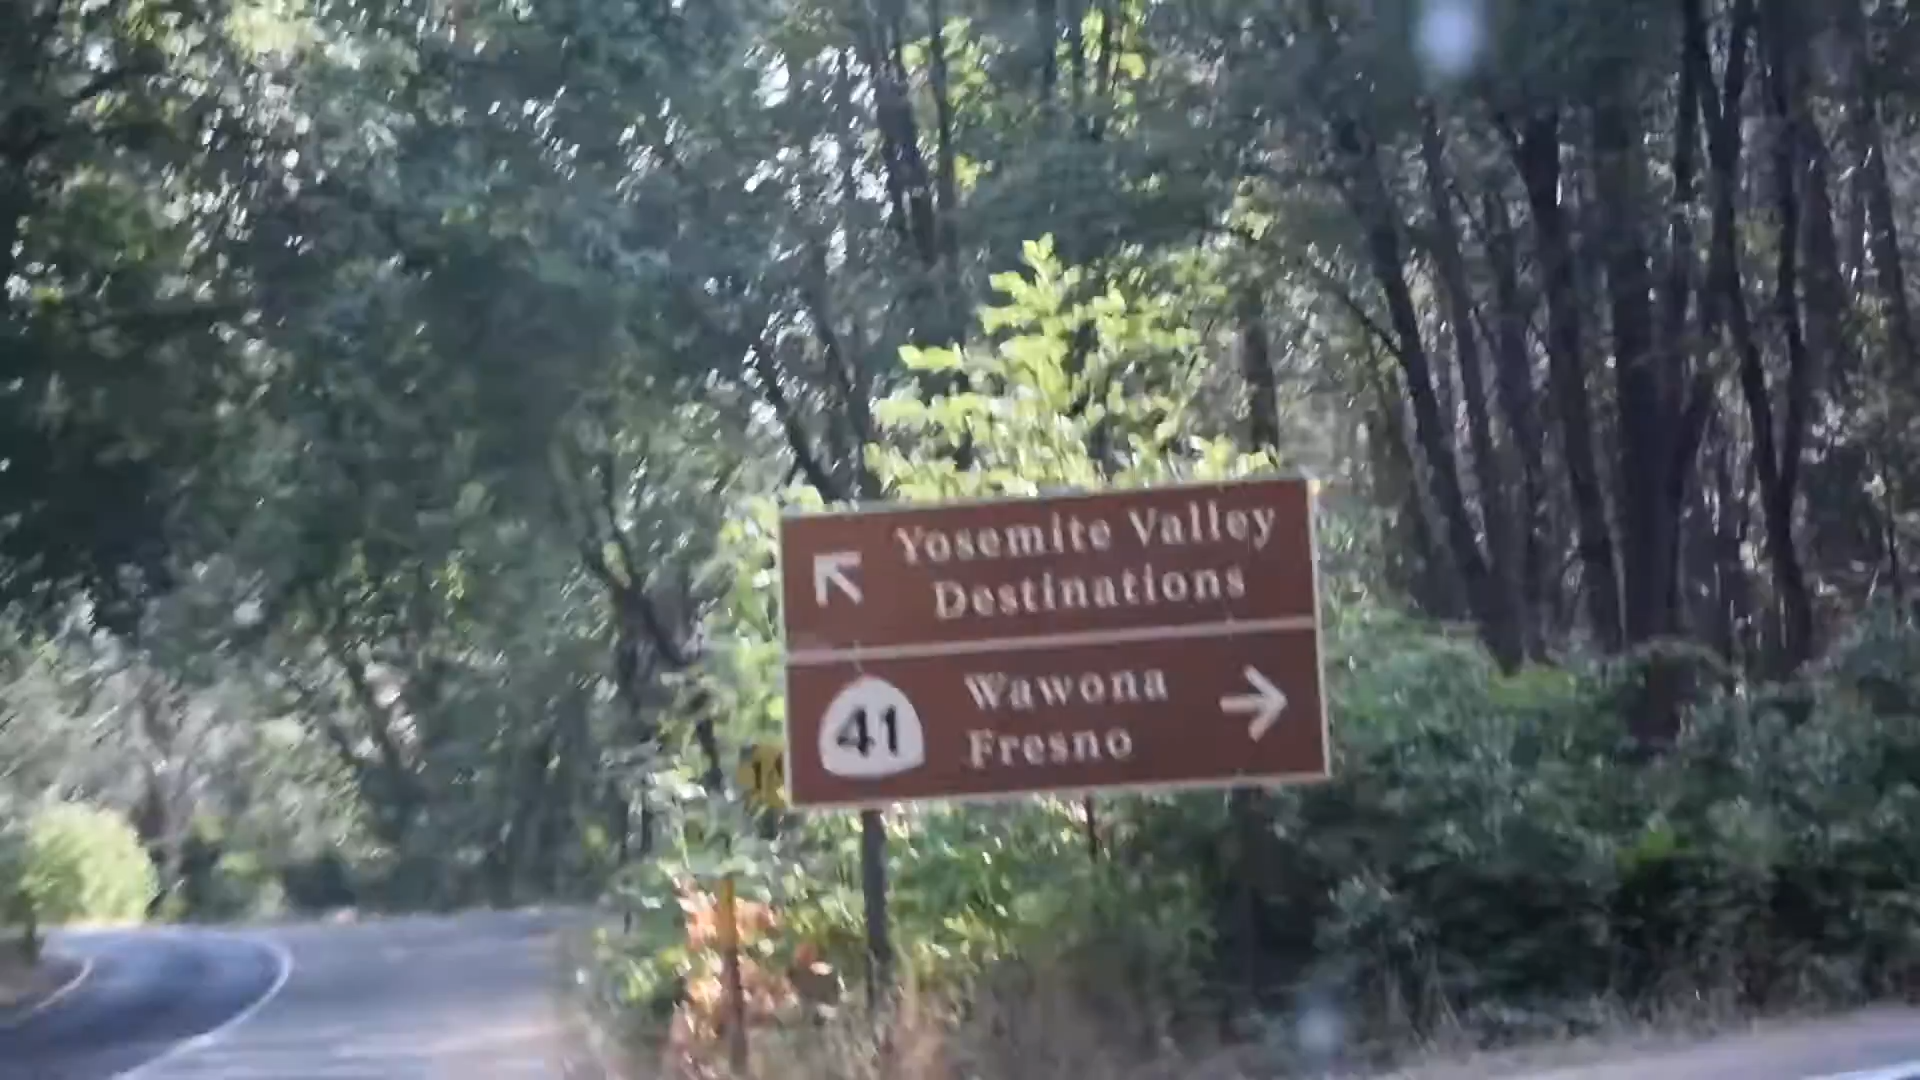 Yosemite Valley
Destinations
41
Wawona
Fresno